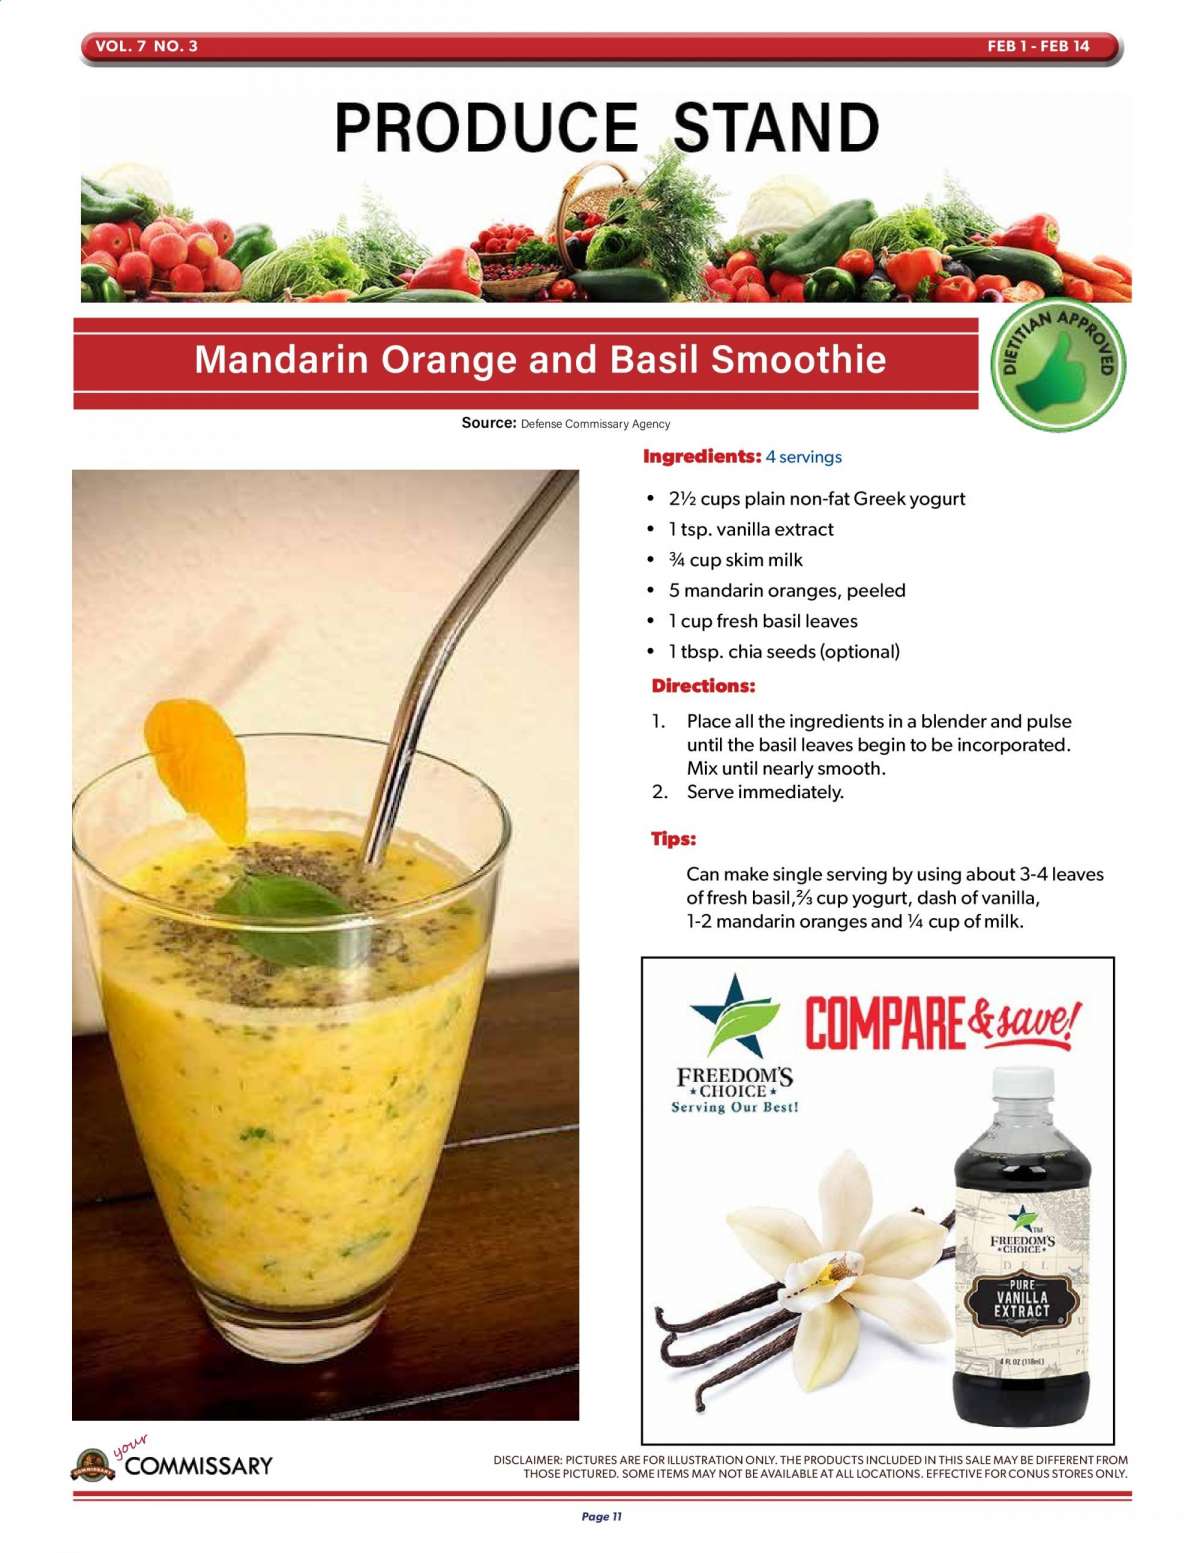 VOL. 7 NO. 3
FEB 1 - FEB 14
PRODUCE STAND
Mandarin Orange and Basil Smoothie
DIETITIAN APPROVED
Source: Defense Commissary Agency
Ingredients: 4 servings
• 2½ cups plain non-fat Greek yogurt
• 1 tsp. vanilla extract
• ¾ cup skim milk
• 5 mandarin oranges, peeled
• 1 cup fresh basil leaves
• 1 tbsp. chia seeds (optional)
Directions:
1. Place all the ingredients in a blender and pulse
until the basil leaves begin to be incorporated.
Mix until nearly smooth.
2. Serve immediately.
Tips:
Can make single serving by using about 3-4 leaves
of fresh basil,⅔ cup yogurt, dash of vanilla,
1-2 mandarin oranges and ¼ cup of milk.
FREEDOM'S
★CHOICE★
Serving Our Best!
COMPARE & save!
TM
FREEDOM'S
•CHOICE•
PURE
VANILLA
EXTRACT
4 FL OZ (118mL)
your
COMMISSARY
COMMISSARY
DISCLAIMER: PICTURES ARE FOR ILLUSTRATION ONLY. THE PRODUCTS INCLUDED IN THIS SALE MAY BE DIFFERENT FROM
THOSE PICTURED. SOME ITEMS MAY NOT BE AVAILABLE AT ALL LOCATIONS. EFFECTIVE FOR CONUS STORES ONLY.
Page 11